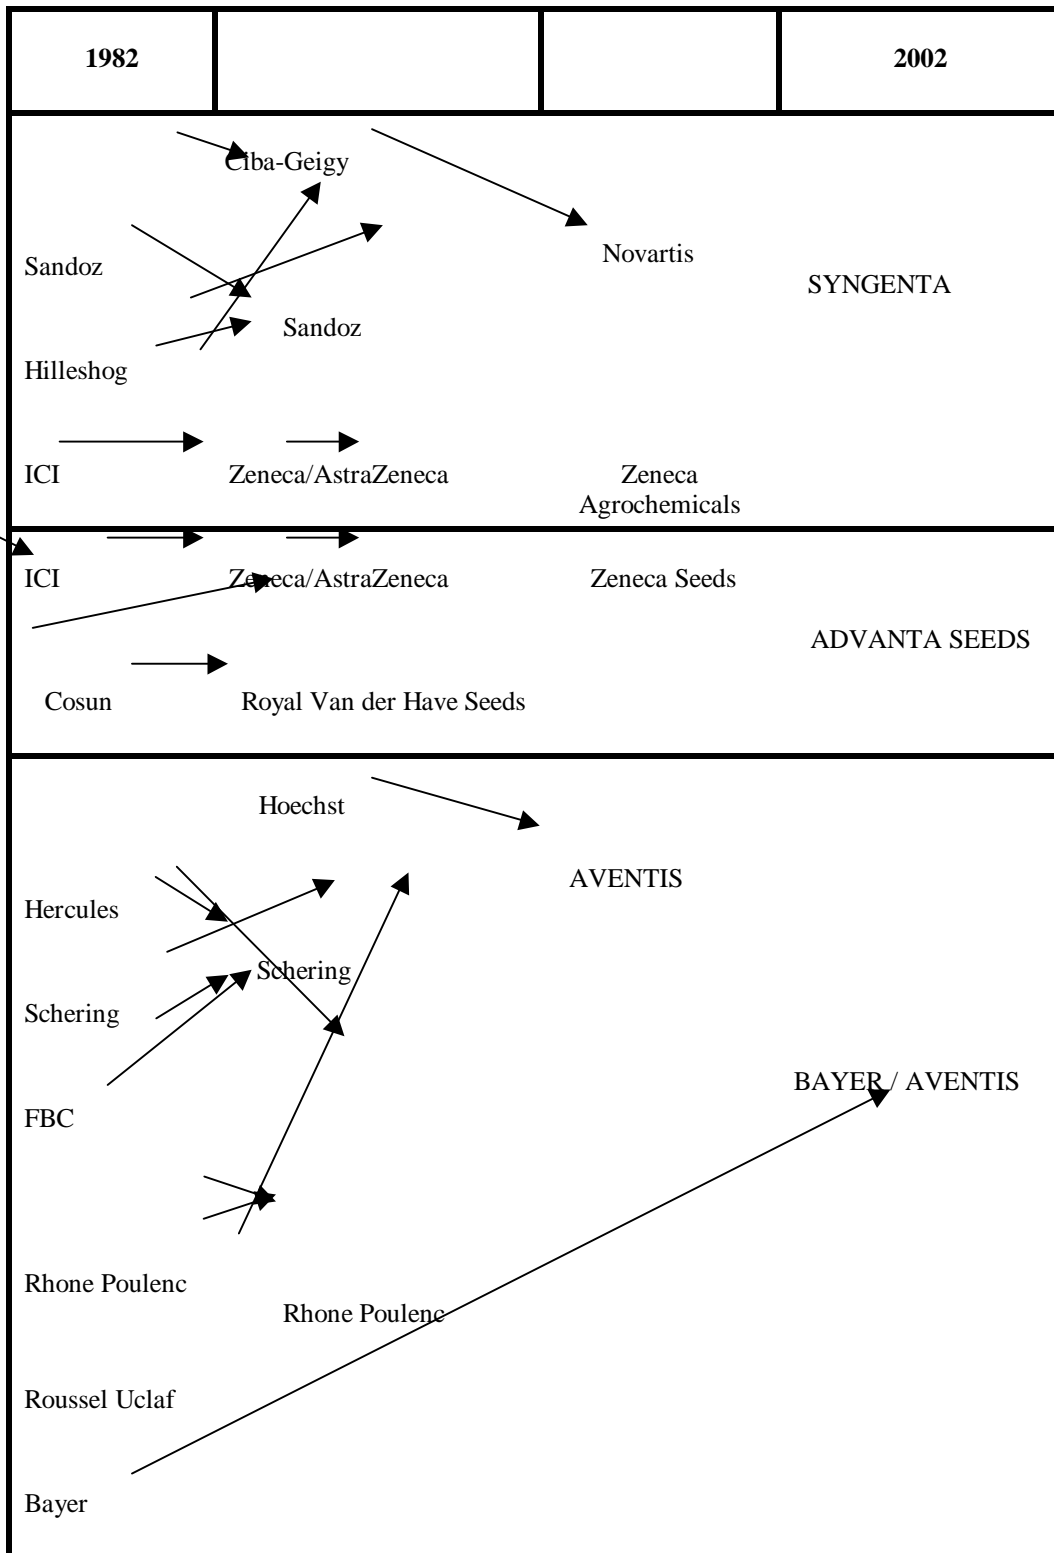 1982
2002
Ciba-Geigy
Novartis
Sandoz
SYNGENTA
Sandoz
Hilleshog
ICI
Zeneca/AstraZeneca
Zeneca
Agrochemicals
ICI
Zeneca/AstraZeneca
Zeneca Seeds
ADVANTA SEEDS
Cosun
Royal Van der Have Seeds
Hoechst
AVENTIS
Hercules
Schering
Schering
BAYER / AVENTIS
FBC
Rhone Poulenc
Rhone Poulenc
Roussel Uclaf
Bayer